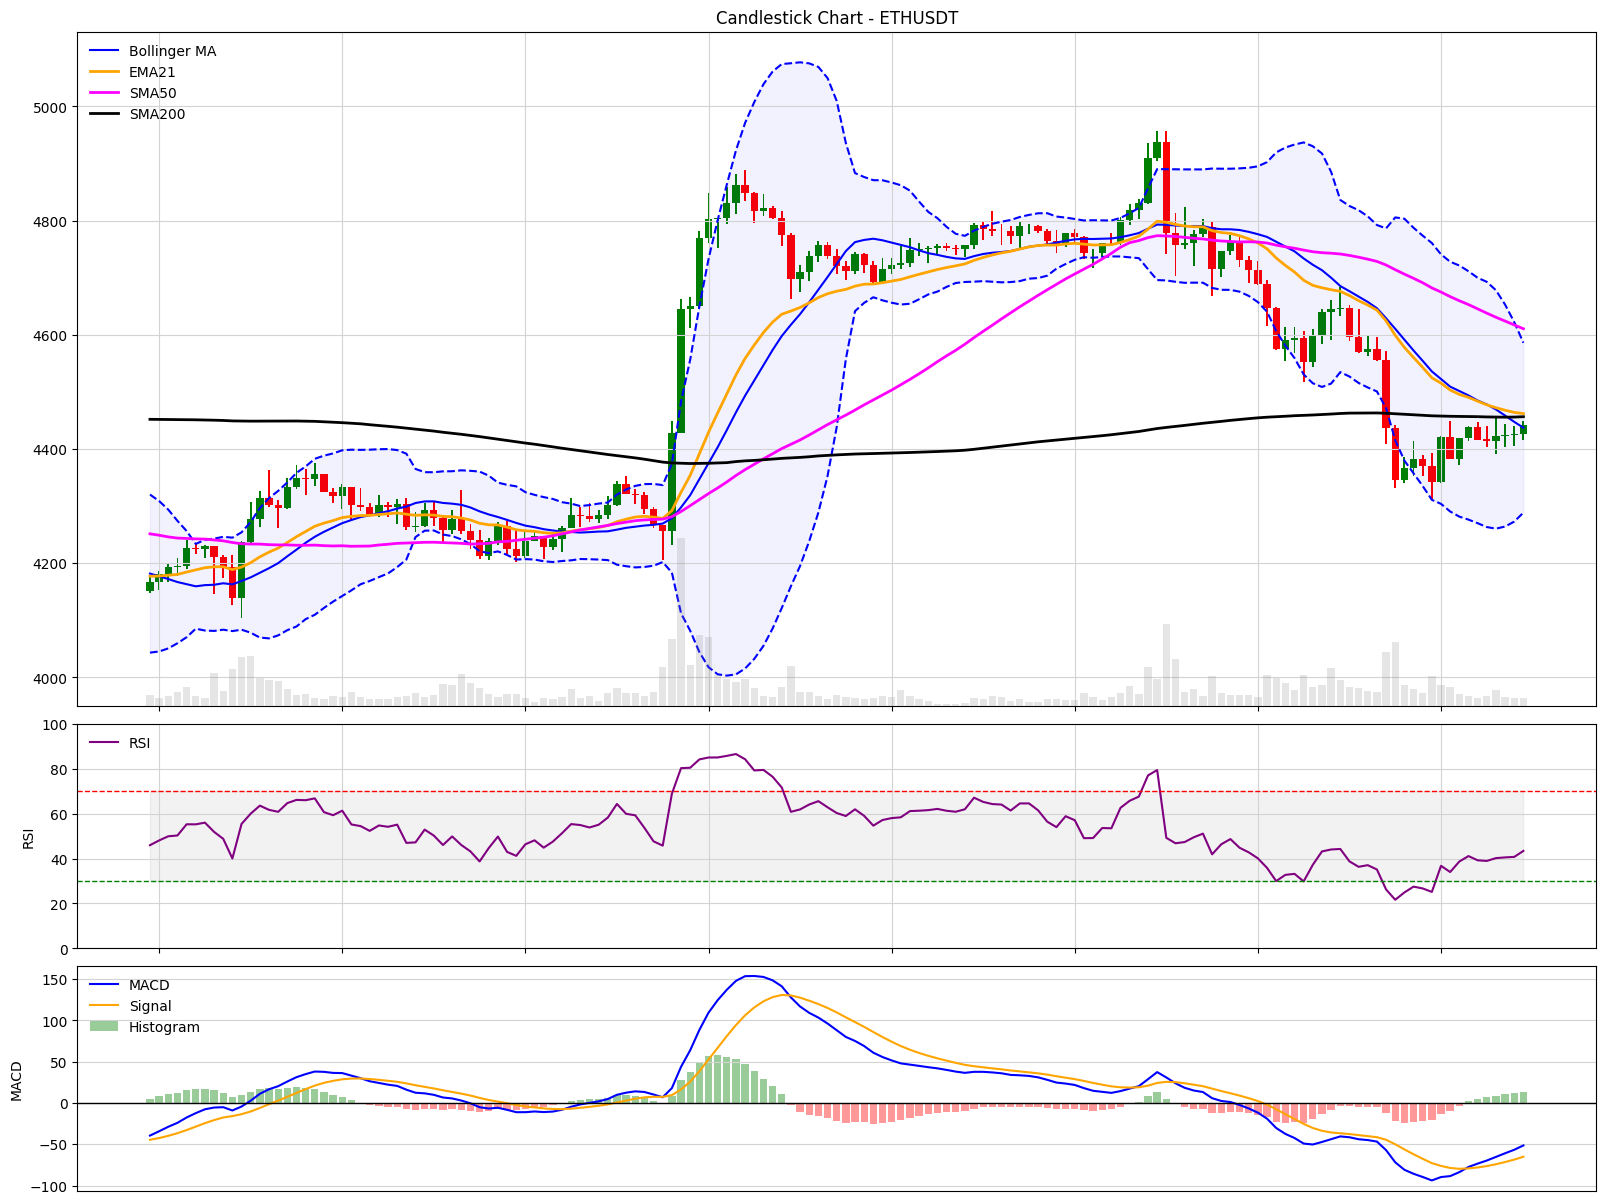 Candlestick Chart - ETHUSDT
Bollinger MA
EMA21
SMA50
SMA200
5000
4800
4600
4400
4200
4000
RSI
100
80
60
40
20
0
RSI
MACD
Signal
Histogram
150
100
50
0
−50
−100
MACD